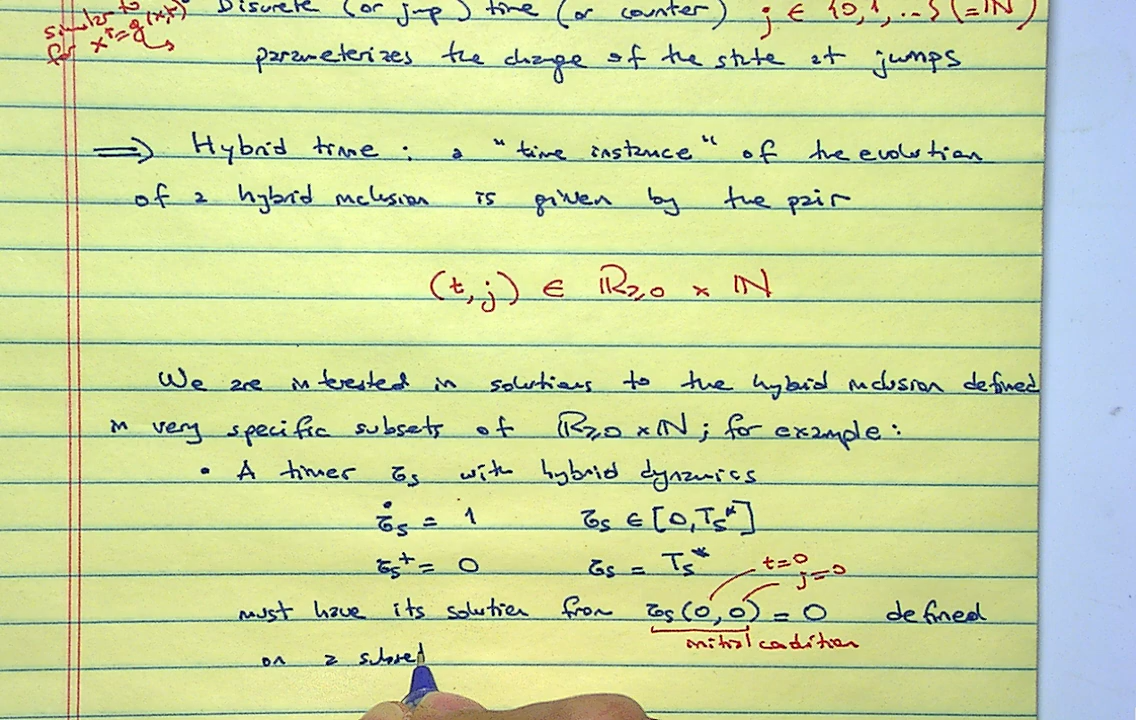 similar to
for x⁺=g(x,r)
Discrete (or jump) time (or counter) j ∈ {0,1,...} (=ℕ)
parameterizes the change of the state at jumps
⟹ Hybrid time : a "time instance" of the evolution
of a hybrid inclusion is given by the pair
(t,j) ∈ ℝ≥0 × ℕ
We are interested in solutions to the hybrid inclusion defined
in very specific subsets of ℝ≥0 × ℕ ; for example :
• A timer τs with hybrid dynamics
τ̇s = 1 τs ∈ [0,Ts*]
τs⁺ = 0 τs = Ts*
t=0
j=0
must have its solution from τs(0,0) = 0 defined
initial condition
on a subset